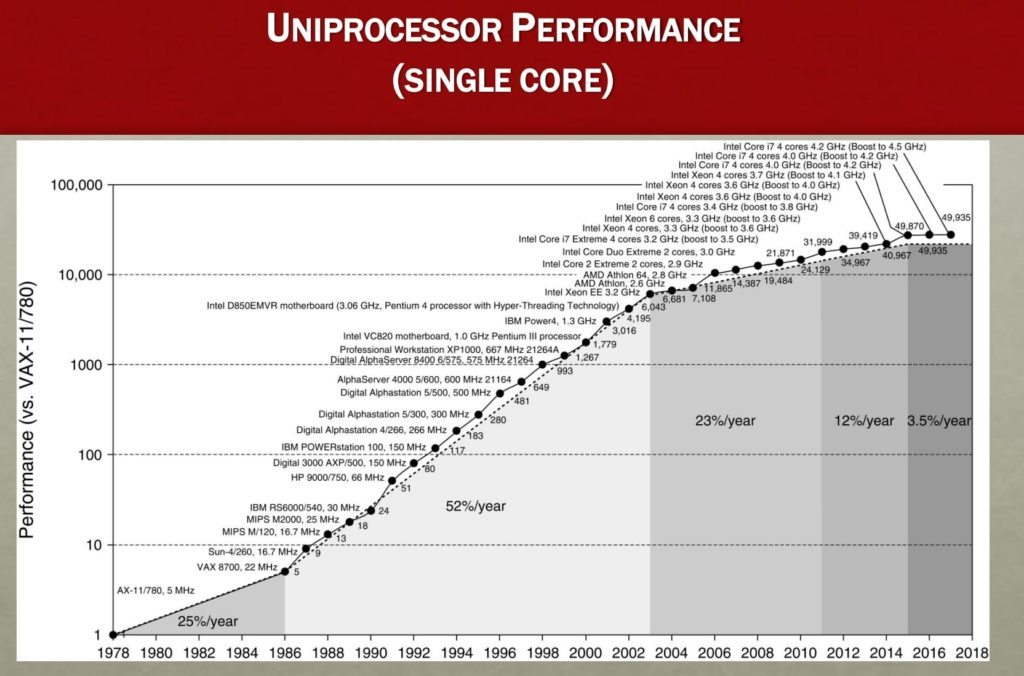 UNIPROCESSOR PERFORMANCE
(SINGLE CORE)
Performance (vs. VAX-11/780)
100,000
10,000
1000
100
10
1
Intel Core i7 4 cores 4.2 GHz (Boost to 4.5 GHz)
Intel Core i7 4 cores 4.0 GHz (Boost to 4.2 GHz)
Intel Core i7 4 cores 4.0 GHz (Boost to 4.2 GHz)
Intel Xeon 4 cores 3.7 GHz (Boost to 4.1 GHz)
Intel Xeon 4 cores 3.6 GHz (Boost to 4.0 GHz)
Intel Xeon 4 cores 3.6 GHz (Boost to 4.0 GHz)
Intel Core i7 4 cores 3.4 GHz (boost to 3.8 GHz)
Intel Xeon 6 cores, 3.3 GHz (boost to 3.6 GHz)
Intel Xeon 4 cores, 3.3 GHz (boost to 3.6 GHz)
Intel Core i7 Extreme 4 cores 3.2 GHz (boost to 3.5 GHz)
Intel Core Duo Extreme 2 cores, 3.0 GHz
Intel Core 2 Extreme 2 cores, 2.9 GHz
AMD Athlon 64, 2.8 GHz
AMD Athlon, 2.6 GHz
Intel Xeon EE 3.2 GHz
Intel D850EMVR motherboard (3.06 GHz, Pentium 4 processor with Hyper-Threading Technology)
IBM Power4, 1.3 GHz
Intel VC820 motherboard, 1.0 GHz Pentium III processor
Professional Workstation XP1000, 667 MHz 21264A
Digital AlphaServer 8400 6/575, 575 MHz 21264
AlphaServer 4000 5/600, 600 MHz 21164
Digital Alphastation 5/500, 500 MHz
Digital Alphastation 5/300, 300 MHz
Digital Alphastation 4/266, 266 MHz
IBM POWERstation 100, 150 MHz
Digital 3000 AXP/500, 150 MHz
HP 9000/750, 66 MHz
IBM RS6000/540, 30 MHz
MIPS M2000, 25 MHz
MIPS M/120, 16.7 MHz
Sun-4/260, 16.7 MHz
VAX 8700, 22 MHz
AX-11/780, 5 MHz
5
9
13
18
24
51
80
117
183
280
481
649
993
1,267
1,779
3,016
4,195
6,043
6,681
7,108
11,865
14,387
19,484
21,871
24,129
31,999
34,967
39,419
40,967
49,870
49,935
49,935
25%/year
52%/year
23%/year
12%/year
3.5%/year
1978 1980 1982 1984 1986 1988 1990 1992 1994 1996 1998 2000 2002 2004 2006 2008 2010 2012 2014 2016 2018